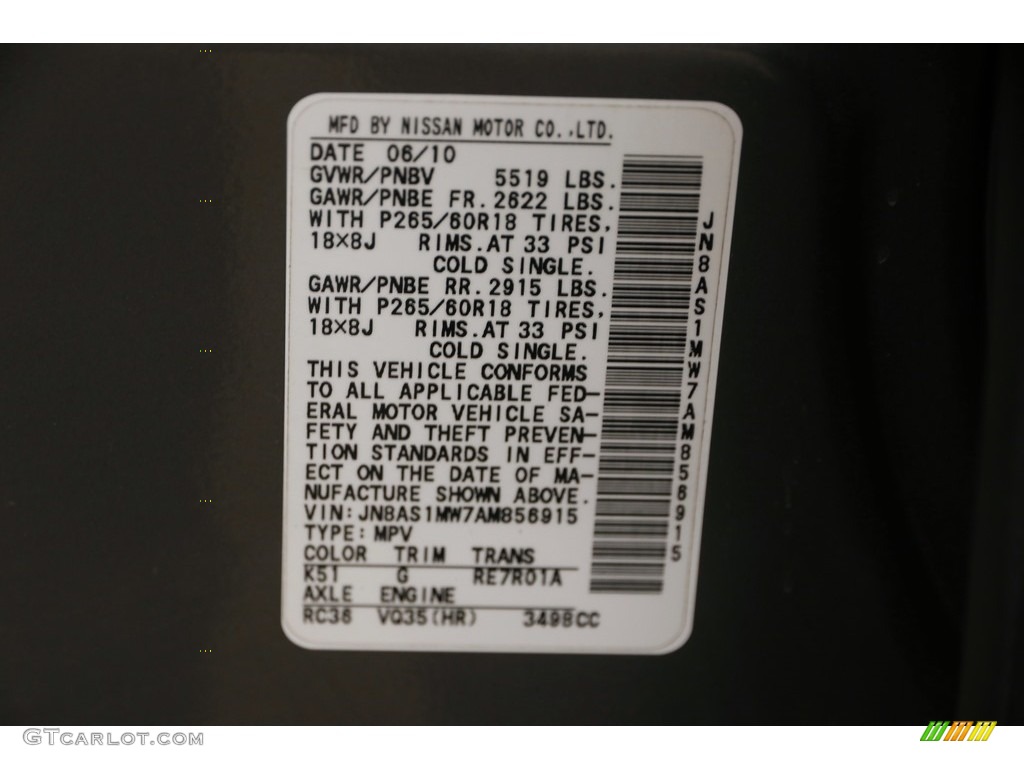 MFD BY NISSAN MOTOR CO.,LTD.
DATE 06/10
GVWR/PNBV 5519 LBS.
GAWR/PNBE FR.2622 LBS.
WITH P265/60R18 TIRES,
18×8J RIMS.AT 33 PSI
COLD SINGLE.
GAWR/PNBE RR.2915 LBS.
WITH P265/60R18 TIRES,
18×8J RIMS.AT 33 PSI
COLD SINGLE.
THIS VEHICLE CONFORMS
TO ALL APPLICABLE FED-
ERAL MOTOR VEHICLE SA-
FETY AND THEFT PREVEN-
TION STANDARDS IN EFF-
ECT ON THE DATE OF MA-
NUFACTURE SHOWN ABOVE.
VIN:JN8AS1MW7AM856915
TYPE:MPV
COLOR TRIM TRANS
K51 G RE7R01A
AXLE ENGINE
RC36 VQ35(HR) 3498CC
JN8AS1MW7AM856915
GTCARLOT.COM